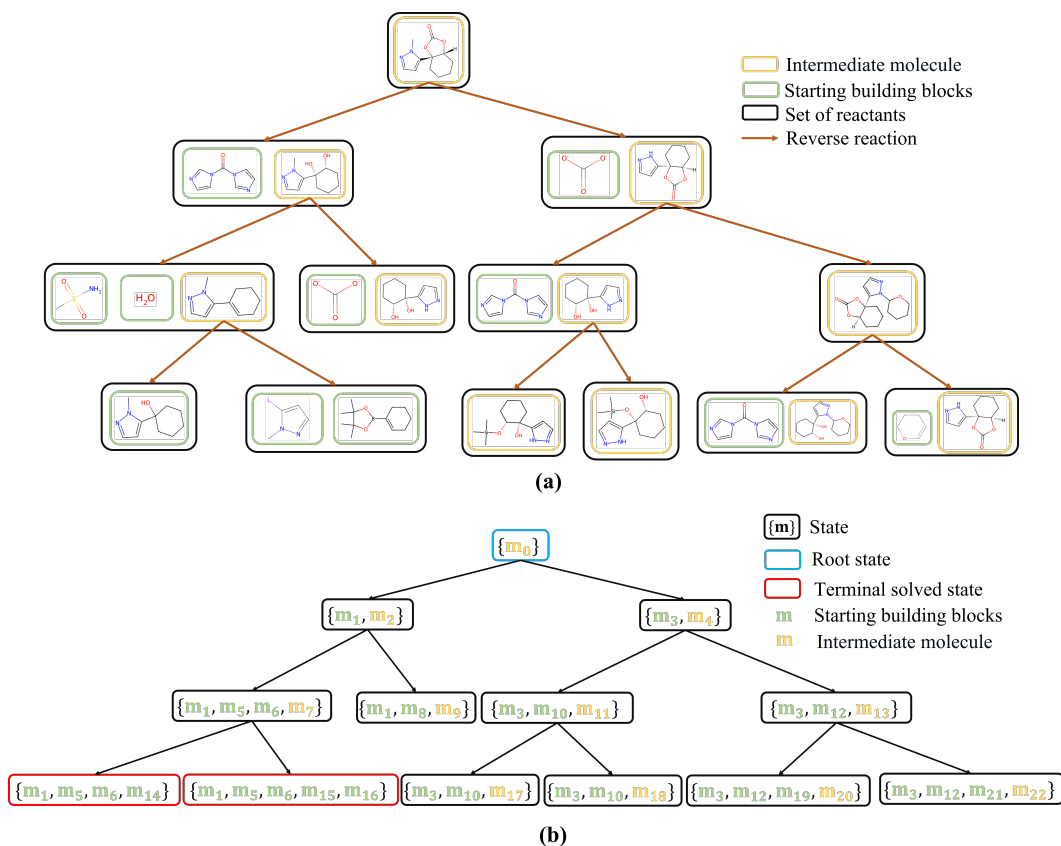 Intermediate molecule
Starting building blocks
Set of reactants
Reverse reaction
H₂O
NH₂
(a)
{m₀}
{m₁, m₂}
{m₃, m₄}
{m₁, m₅, m₆, m₇}
{m₁, m₈, m₉}
{m₃, m₁₀, m₁₁}
{m₃, m₁₂, m₁₃}
{m₁, m₅, m₆, m₁₄}
{m₁, m₅, m₆, m₁₅, m₁₆}
{m₃, m₁₀, m₁₇}
{m₃, m₁₀, m₁₈}
{m₃, m₁₂, m₁₉, m₂₀}
{m₃, m₁₂, m₂₁, m₂₂}
{m} State
Root state
Terminal solved state
m Starting building blocks
m Intermediate molecule
(b)